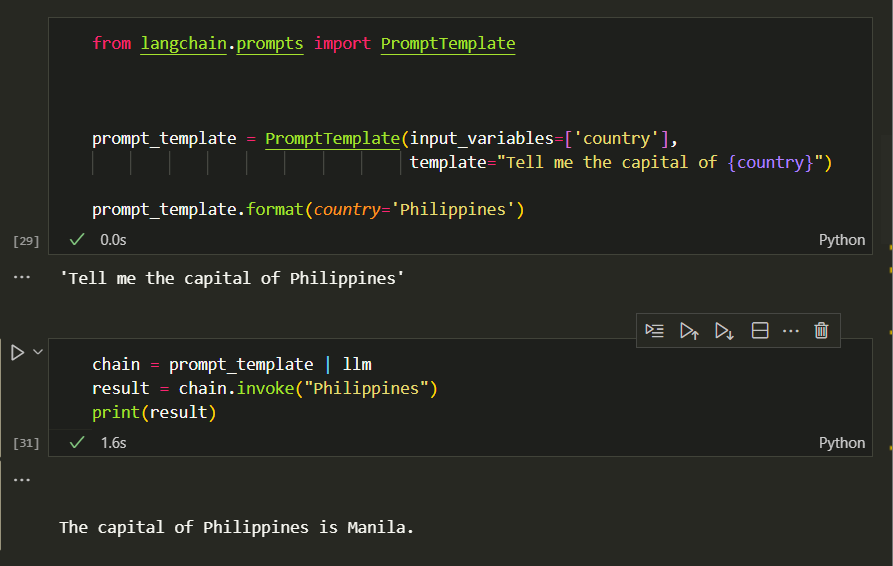 from langchain.prompts import PromptTemplate
prompt_template = PromptTemplate(input_variables=['country'],
template="Tell me the capital of {country}")
prompt_template.format(country='Philippines')
[29]
0.0s
Python
'Tell me the capital of Philippines'
chain = prompt_template | llm
result = chain.invoke("Philippines")
print(result)
[31]
1.6s
Python
The capital of Philippines is Manila.